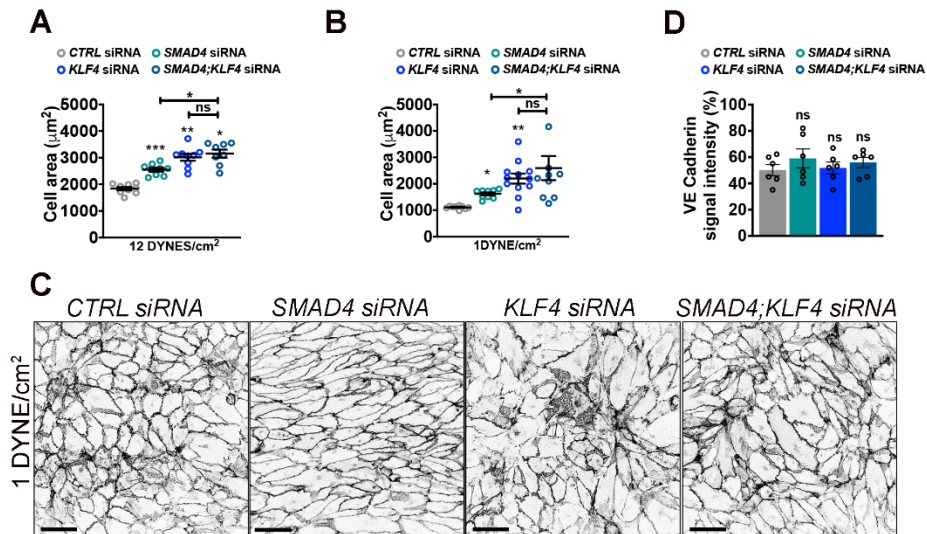 A
CTRL siRNA SMAD4 siRNA
KLF4 siRNA SMAD4;KLF4 siRNA
Cell area (μm2)
5000
4000
3000
2000
1000
0
*
ns
*** ** *
12 DYNES/cm2
B
CTRL siRNA SMAD4 siRNA
KLF4 siRNA SMAD4;KLF4 siRNA
Cell area (μm2)
5000
4000
3000
2000
1000
0
*
ns
* **
1DYNE/cm2
D
CTRL siRNA SMAD4 siRNA
KLF4 siRNA SMAD4;KLF4 siRNA
VE Cadherin
signal intensity (%)
100
80
60
40
20
0
ns ns ns
C
CTRL siRNA SMAD4 siRNA KLF4 siRNA SMAD4;KLF4 siRNA
1 DYNE/cm2